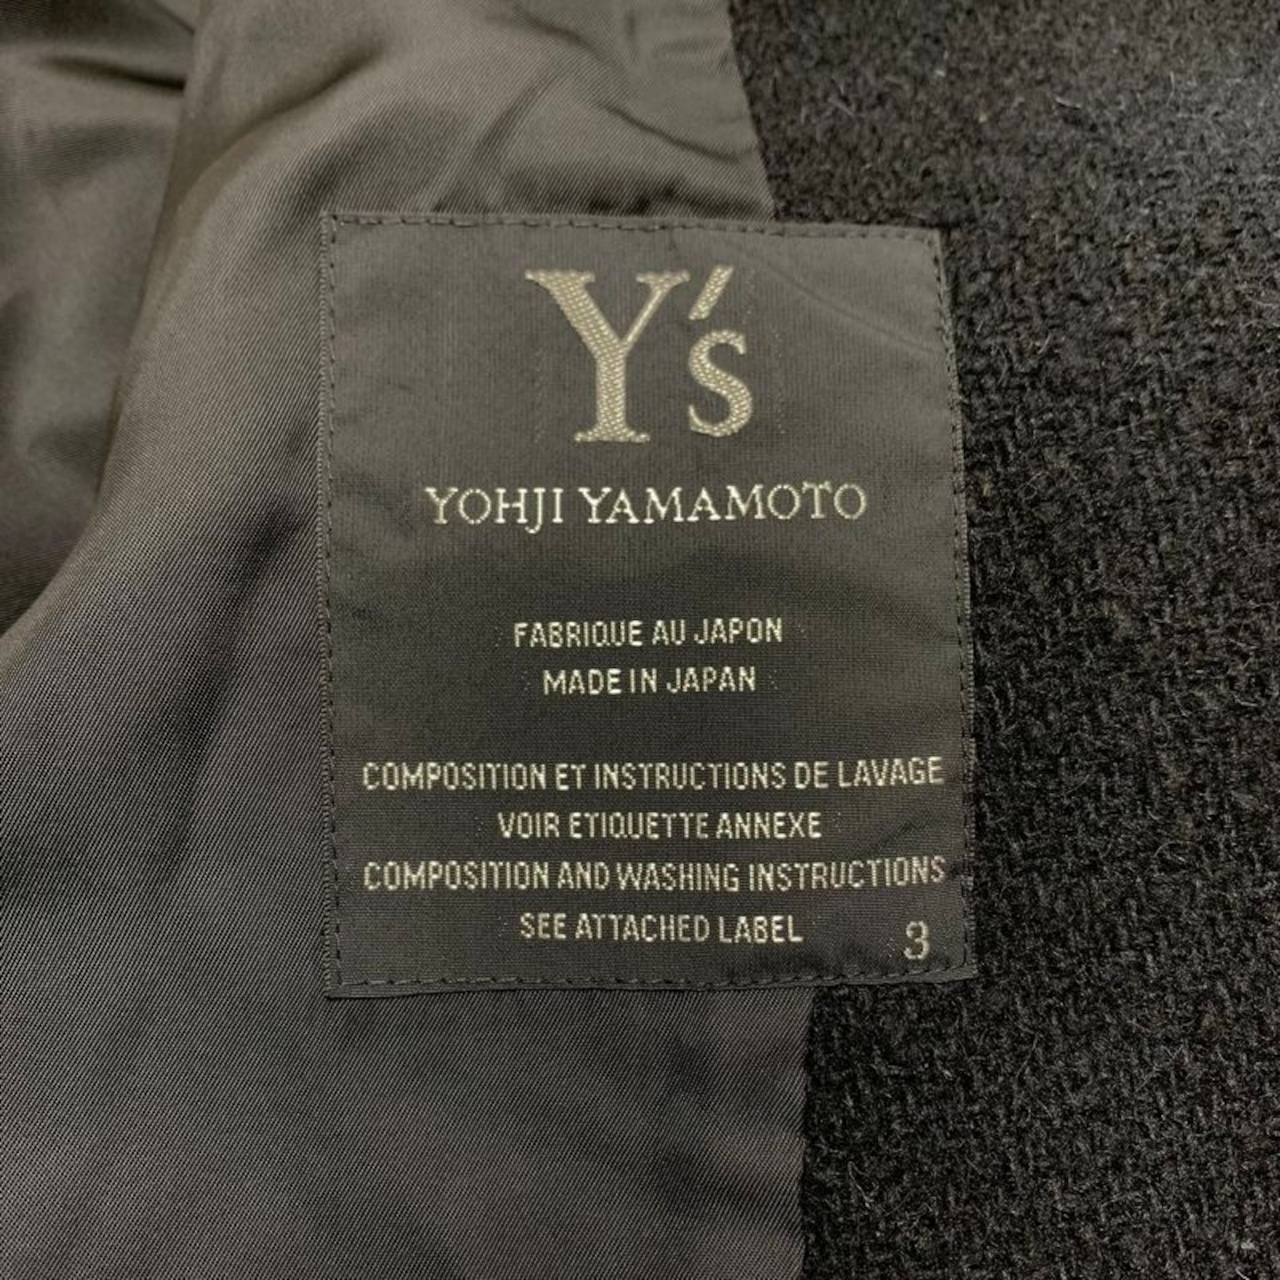 Y's
YOHJI YAMAMOTO
FABRIQUE AU JAPON
MADE IN JAPAN
COMPOSITION ET INSTRUCTIONS DE LAVAGE
VOIR ETIQUETTE ANNEXE
COMPOSITION AND WASHING INSTRUCTIONS
SEE ATTACHED LABEL
3